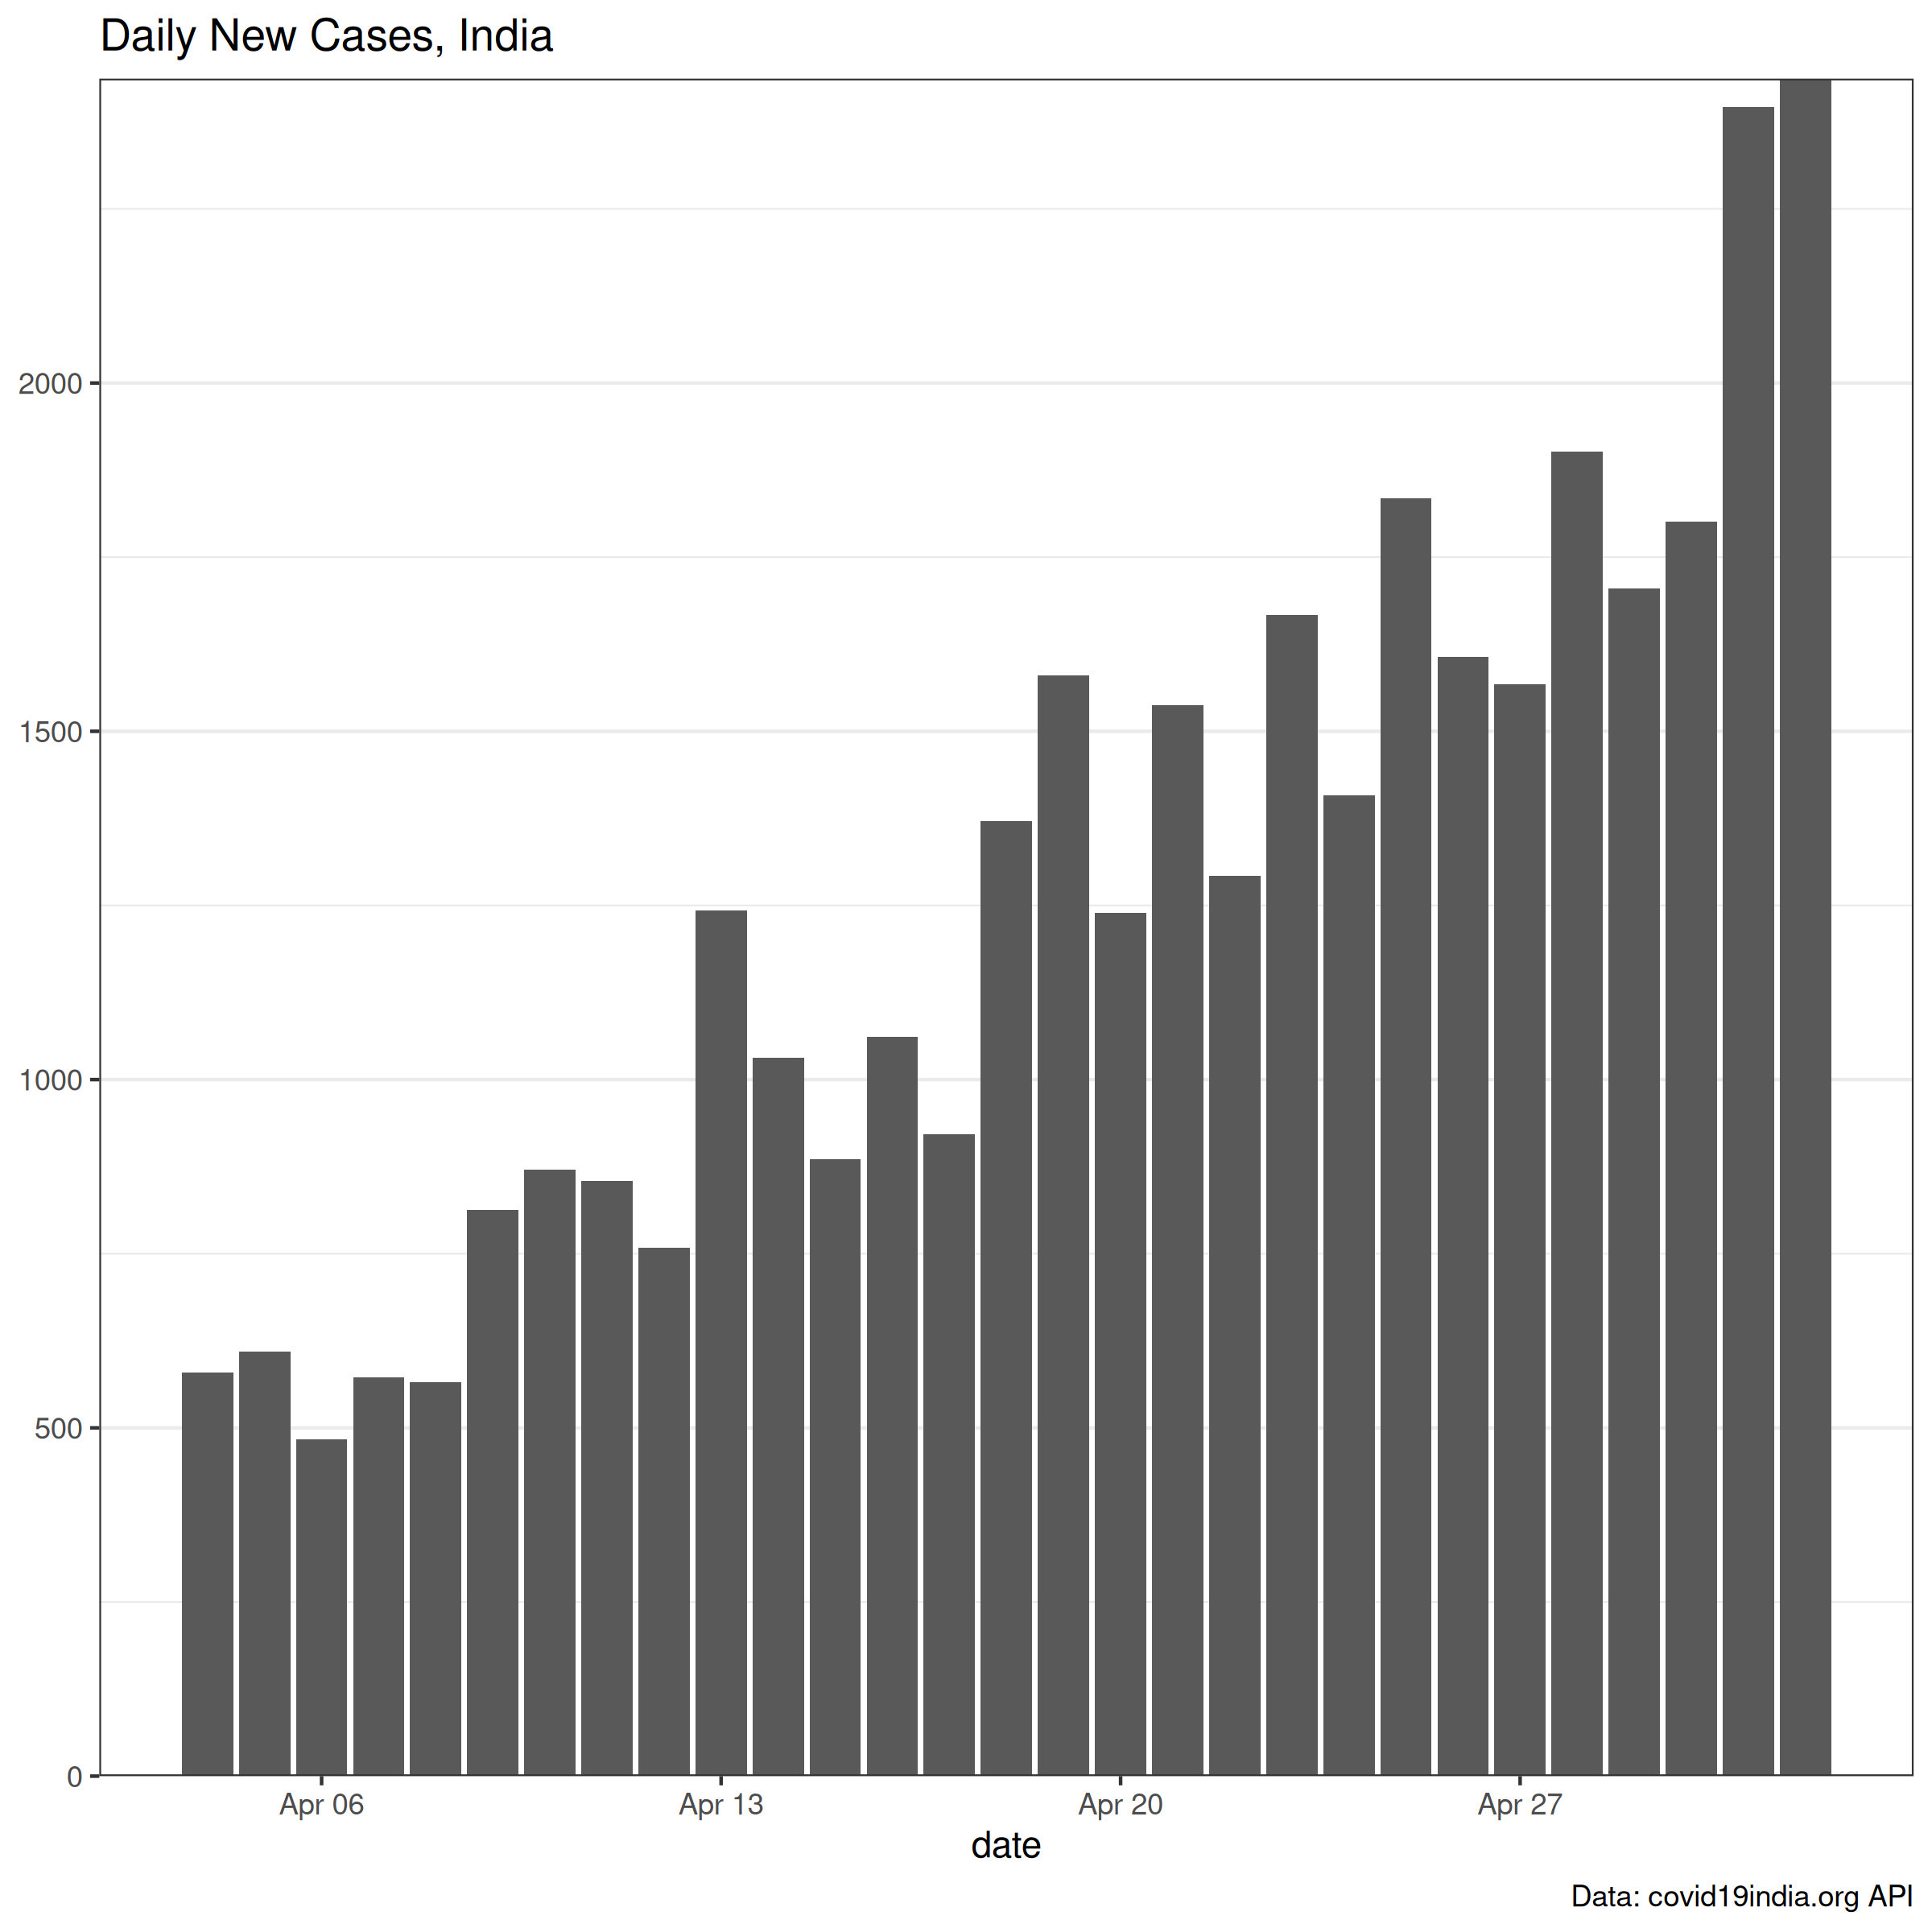 Daily New Cases, India
2000
1500
1000
500
0
Apr 06 Apr 13 Apr 20 Apr 27
date
Data: covid19india.org API